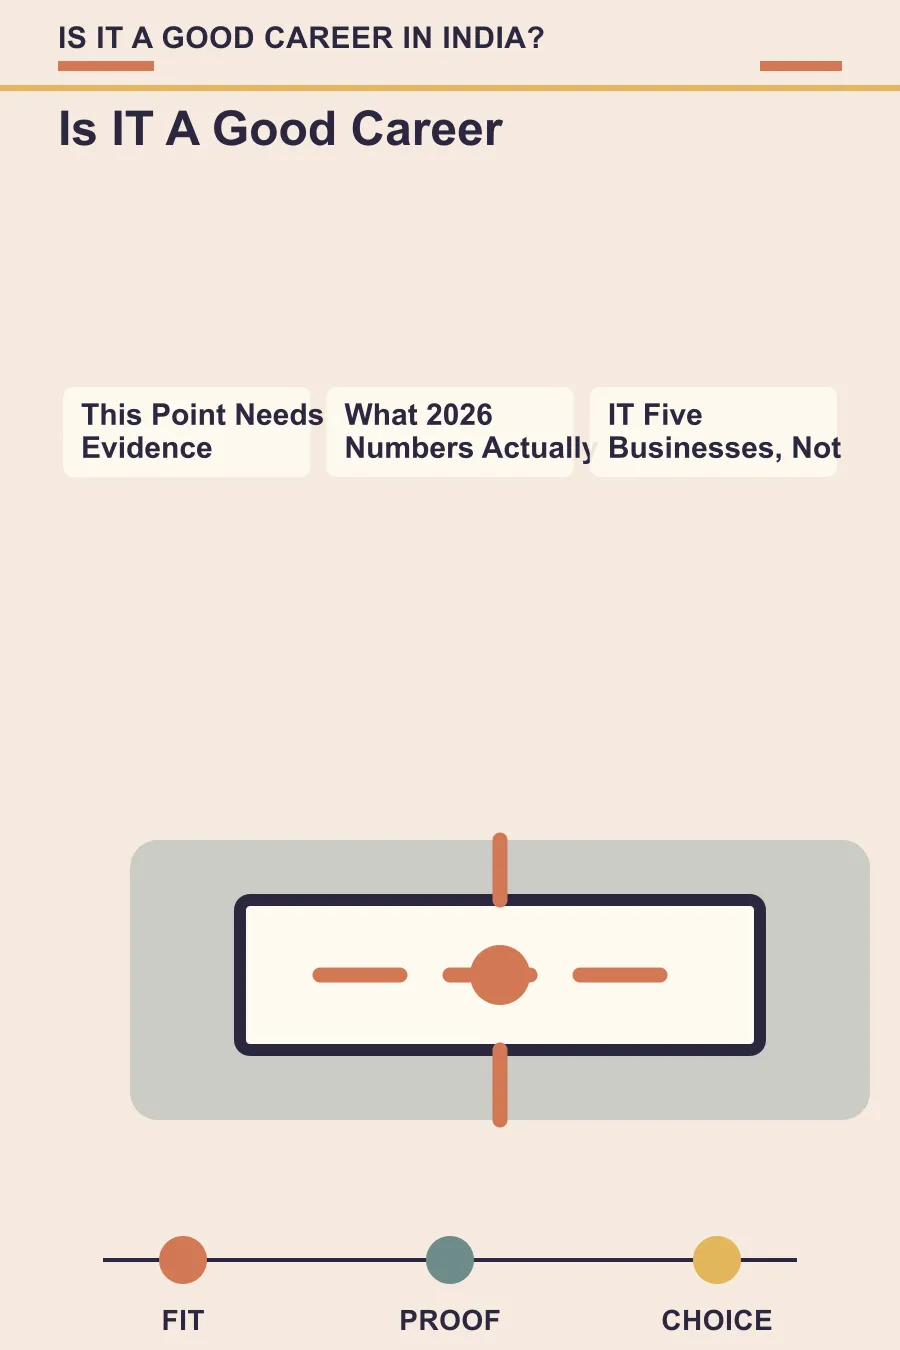 IS IT A GOOD CAREER IN INDIA?
Is IT A Good Career
This Point Needs
Evidence
What 2026
Numbers Actually
IT Five
Businesses, Not
FIT
PROOF
CHOICE